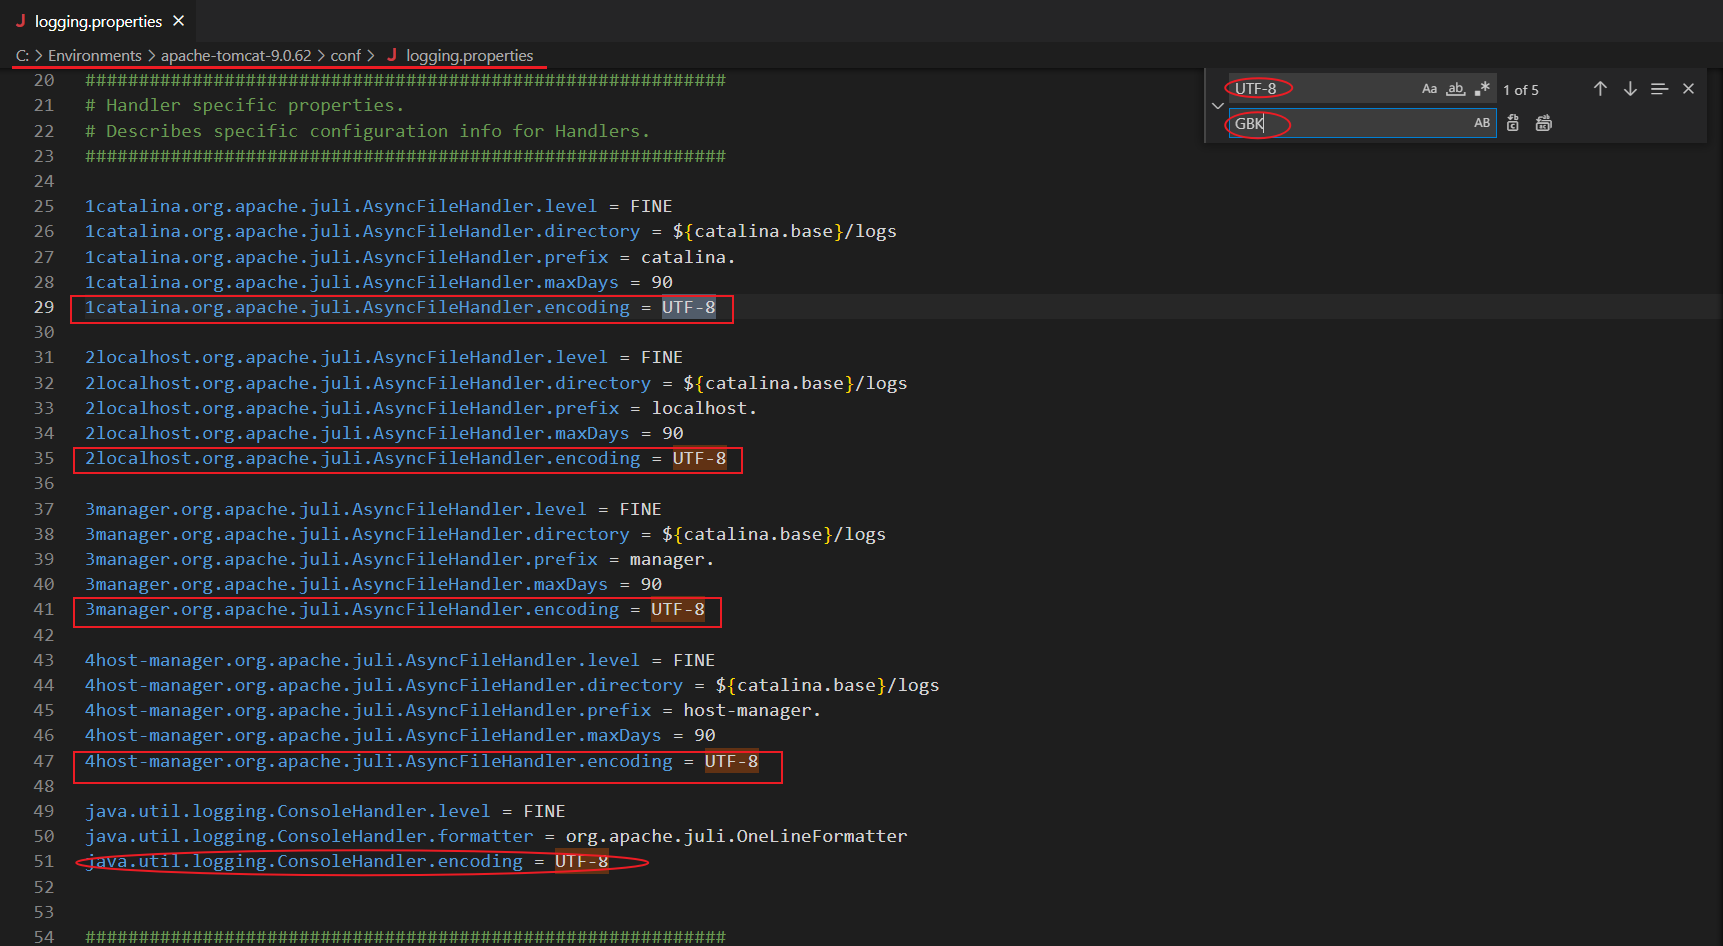 J logging.properties ×
C: > Environments > apache-tomcat-9.0.62 > conf > J logging.properties
UTF-8 Aa ab .* 1 of 5
GBK AB
20 ############################################################
21 # Handler specific properties.
22 # Describes specific configuration info for Handlers.
23 ############################################################
24
25 1catalina.org.apache.juli.AsyncFileHandler.level = FINE
26 1catalina.org.apache.juli.AsyncFileHandler.directory = ${catalina.base}/logs
27 1catalina.org.apache.juli.AsyncFileHandler.prefix = catalina.
28 1catalina.org.apache.juli.AsyncFileHandler.maxDays = 90
29 1catalina.org.apache.juli.AsyncFileHandler.encoding = UTF-8
30
31 2localhost.org.apache.juli.AsyncFileHandler.level = FINE
32 2localhost.org.apache.juli.AsyncFileHandler.directory = ${catalina.base}/logs
33 2localhost.org.apache.juli.AsyncFileHandler.prefix = localhost.
34 2localhost.org.apache.juli.AsyncFileHandler.maxDays = 90
35 2localhost.org.apache.juli.AsyncFileHandler.encoding = UTF-8
36
37 3manager.org.apache.juli.AsyncFileHandler.level = FINE
38 3manager.org.apache.juli.AsyncFileHandler.directory = ${catalina.base}/logs
39 3manager.org.apache.juli.AsyncFileHandler.prefix = manager.
40 3manager.org.apache.juli.AsyncFileHandler.maxDays = 90
41 3manager.org.apache.juli.AsyncFileHandler.encoding = UTF-8
42
43 4host-manager.org.apache.juli.AsyncFileHandler.level = FINE
44 4host-manager.org.apache.juli.AsyncFileHandler.directory = ${catalina.base}/logs
45 4host-manager.org.apache.juli.AsyncFileHandler.prefix = host-manager.
46 4host-manager.org.apache.juli.AsyncFileHandler.maxDays = 90
47 4host-manager.org.apache.juli.AsyncFileHandler.encoding = UTF-8
48
49 java.util.logging.ConsoleHandler.level = FINE
50 java.util.logging.ConsoleHandler.formatter = org.apache.juli.OneLineFormatter
51 java.util.logging.ConsoleHandler.encoding = UTF-8
52
53
54 ############################################################